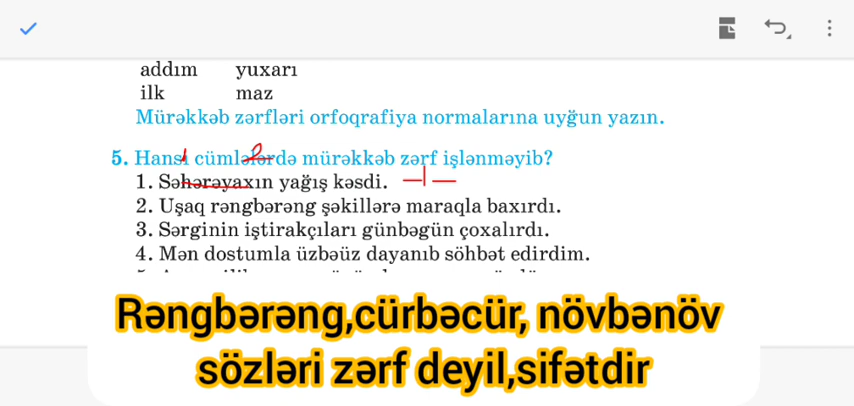 addım yuxarı
ilk maz
Mürəkkəb zərfləri orfoqrafiya normalarına uyğun yazın.
5. Hansı cümlələrdə mürəkkəb zərf işlənməyib?
1. Səhərəyaxın yağış kəsdi.
2. Uşaq rəngbərəng şəkillərə maraqla baxırdı.
3. Sərginin iştirakçıları günbəgün çoxalırdı.
4. Mən dostumla üzbəüz dayanıb söhbət edirdim.
Rəngbərəng,cürbəcür, növbənöv
sözləri zərf deyil,sifətdir